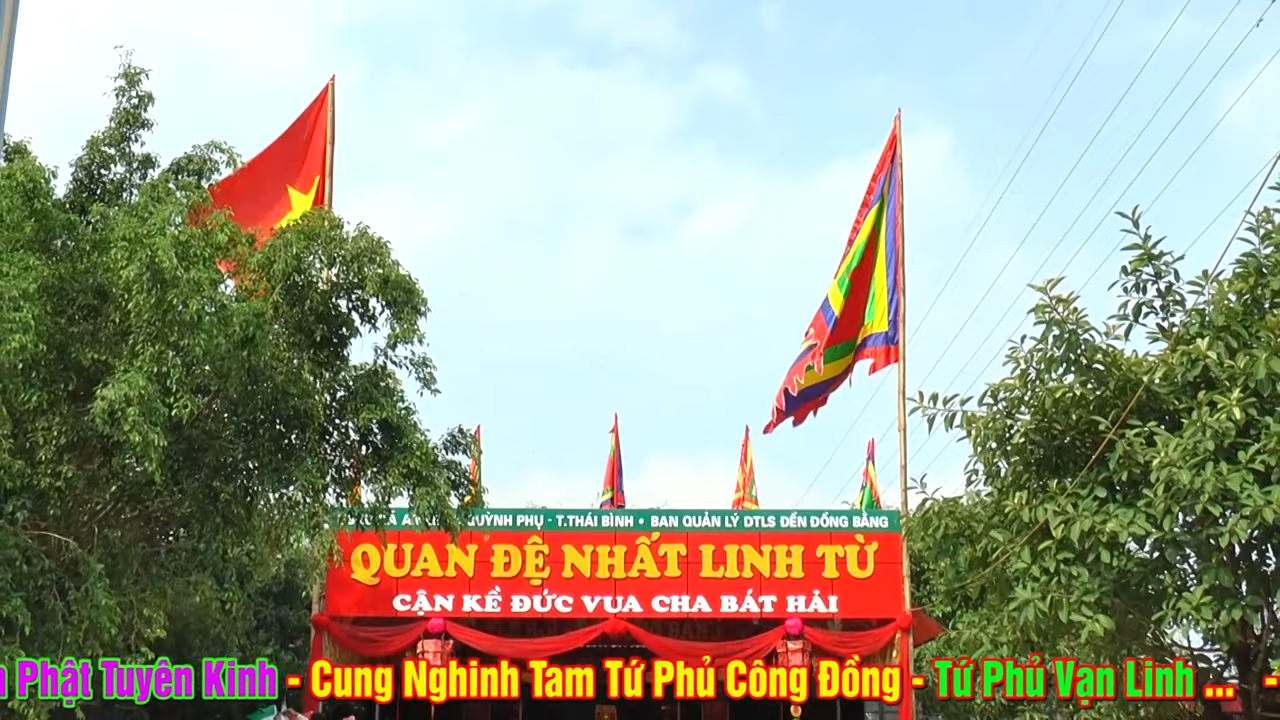 QUỲNH PHỤ - T.THÁI BÌNH • BAN QUẢN LÝ DTLS ĐỀN ĐỒNG BẰNG
QUAN ĐỆ NHẤT LINH TỪ
CẬN KỀ ĐỨC VUA CHA BÁT HẢI
Phật Tuyên Kinh - Cung Nghinh Tam Tứ Phủ Công Đồng - Tứ Phủ Vạn Linh ... -